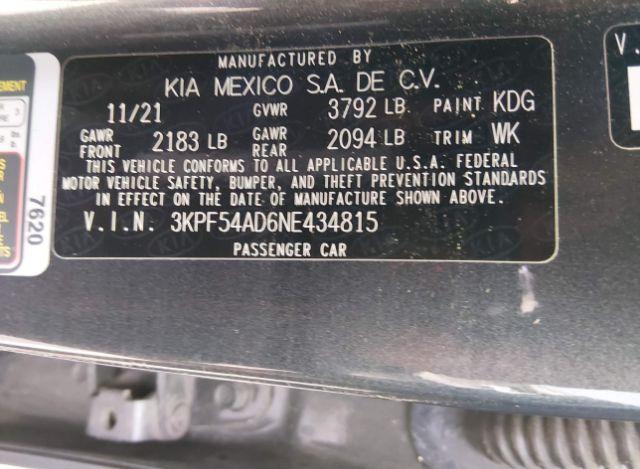 MANUFACTURED BY
KIA MEXICO S.A. DE C.V.
11/21 GVWR 3792 LB PAINT KDG
GAWR FRONT 2183 LB GAWR REAR 2094 LB TRIM WK
THIS VEHICLE CONFORMS TO ALL APPLICABLE U.S.A. FEDERAL
MOTOR VEHICLE SAFETY, BUMPER, AND THEFT PREVENTION STANDARDS
IN EFFECT ON THE DATE OF MANUFACTURE SHOWN ABOVE.
V.I.N. 3KPF54AD6NE434815
PASSENGER CAR
7620